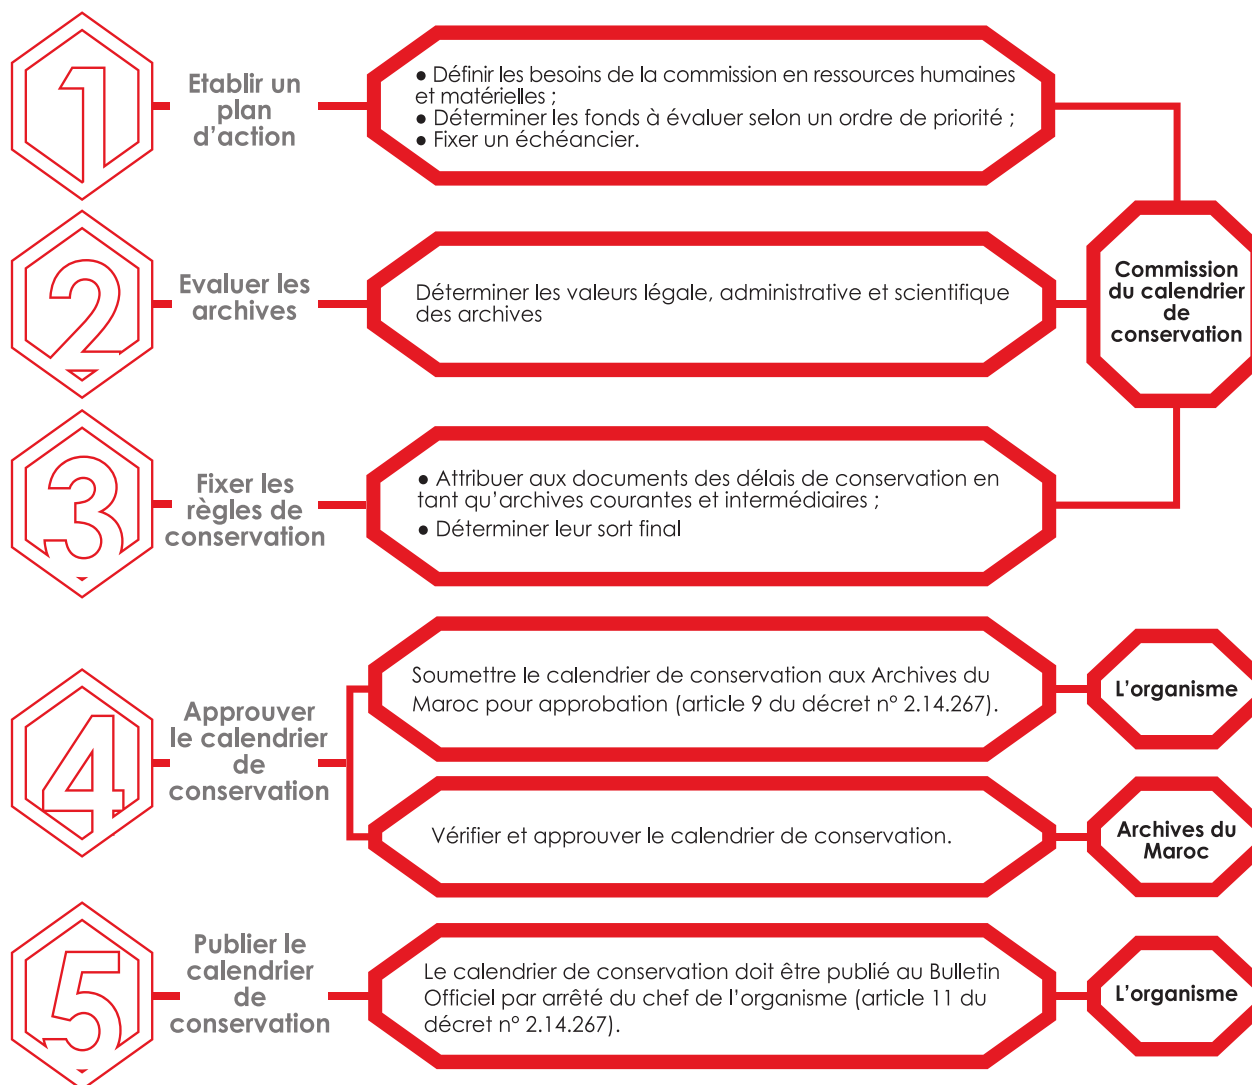 1
Etablir un
plan
d’action
● Définir les besoins de la commission en ressources humaines
et matérielles ;
● Déterminer les fonds à évaluer selon un ordre de priorité ;
● Fixer un échéancier.
2
Evaluer les
archives
Déterminer les valeurs légale, administrative et scientifique
des archives
Commission
du calendrier
de
conservation
3
Fixer les
règles de
conservation
● Attribuer aux documents des délais de conservation en
tant qu’archives courantes et intermédiaires ;
● Déterminer leur sort final
4
Approuver
le calendrier
de
conservation
Soumettre le calendrier de conservation aux Archives du
Maroc pour approbation (article 9 du décret n° 2.14.267).
L’organisme
Vérifier et approuver le calendrier de conservation.
Archives du
Maroc
5
Publier le
calendrier
de
conservation
Le calendrier de conservation doit être publié au Bulletin
Officiel par arrêté du chef de l’organisme (article 11 du
décret n° 2.14.267).
L’organisme